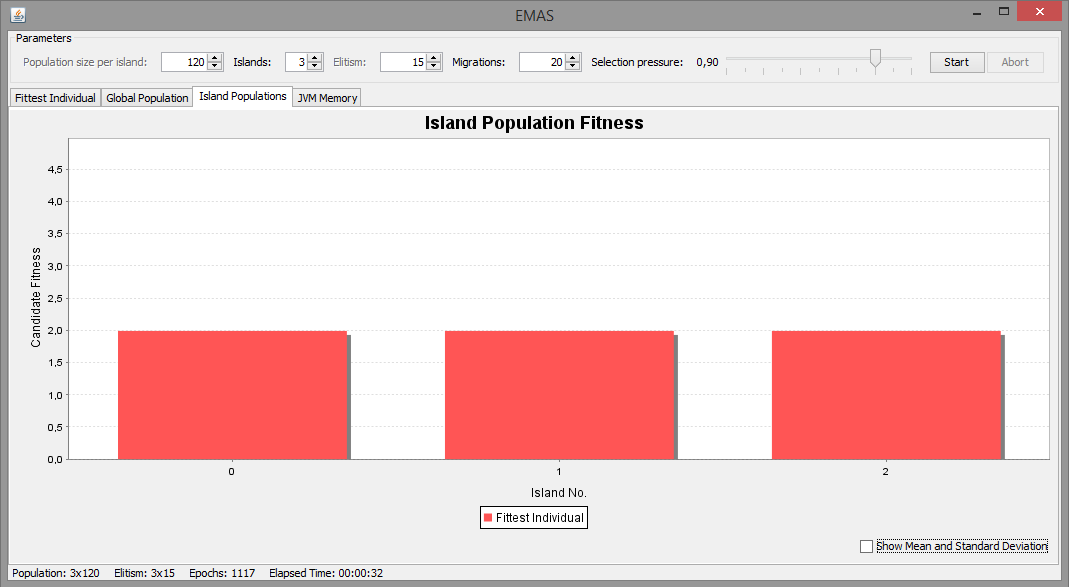 EMAS
Parameters
Population size per island: 120 Islands: 3 Elitism: 15 Migrations: 20 Selection pressure: 0,90 Start Abort
Fittest Individual Global Population Island Populations JVM Memory
Island Population Fitness
Candidate Fitness
4,5
4,0
3,5
3,0
2,5
2,0
1,5
1,0
0,5
0,0
0 1 2
Island No.
Fittest Individual
Show Mean and Standard Deviation
Population: 3x120 Elitism: 3x15 Epochs: 1117 Elapsed Time: 00:00:32